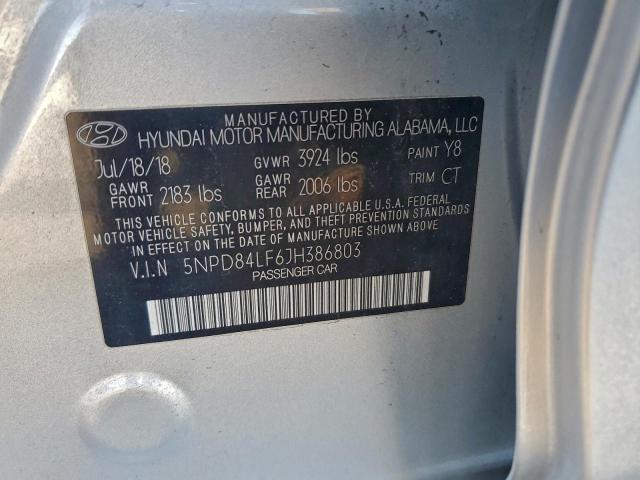 MANUFACTURED BY
HYUNDAI MOTOR MANUFACTURING ALABAMA, LLC
Jul/18/18 GVWR 3924 lbs PAINT Y8
GAWR FRONT 2183 lbs GAWR REAR 2006 lbs TRIM CT
THIS VEHICLE CONFORMS TO ALL APPLICABLE U.S.A. FEDERAL
MOTOR VEHICLE SAFETY, BUMPER, AND THEFT PREVENTION STANDARDS
IN EFFECT ON THE DATE OF MANUFACTURE SHOWN ABOVE.
V.I.N 5NPD84LF6JH386803
PASSENGER CAR